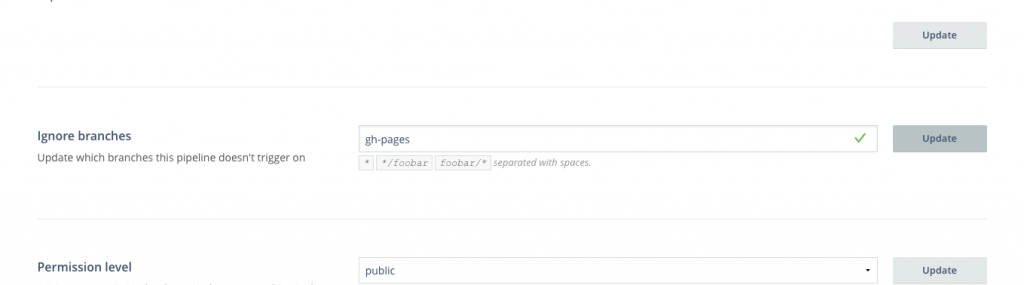 Update
Ignore branches
gh-pages
Update
Update which branches this pipeline doesn't trigger on
* */foobar foobar/* separated with spaces.
Permission level
public
Update